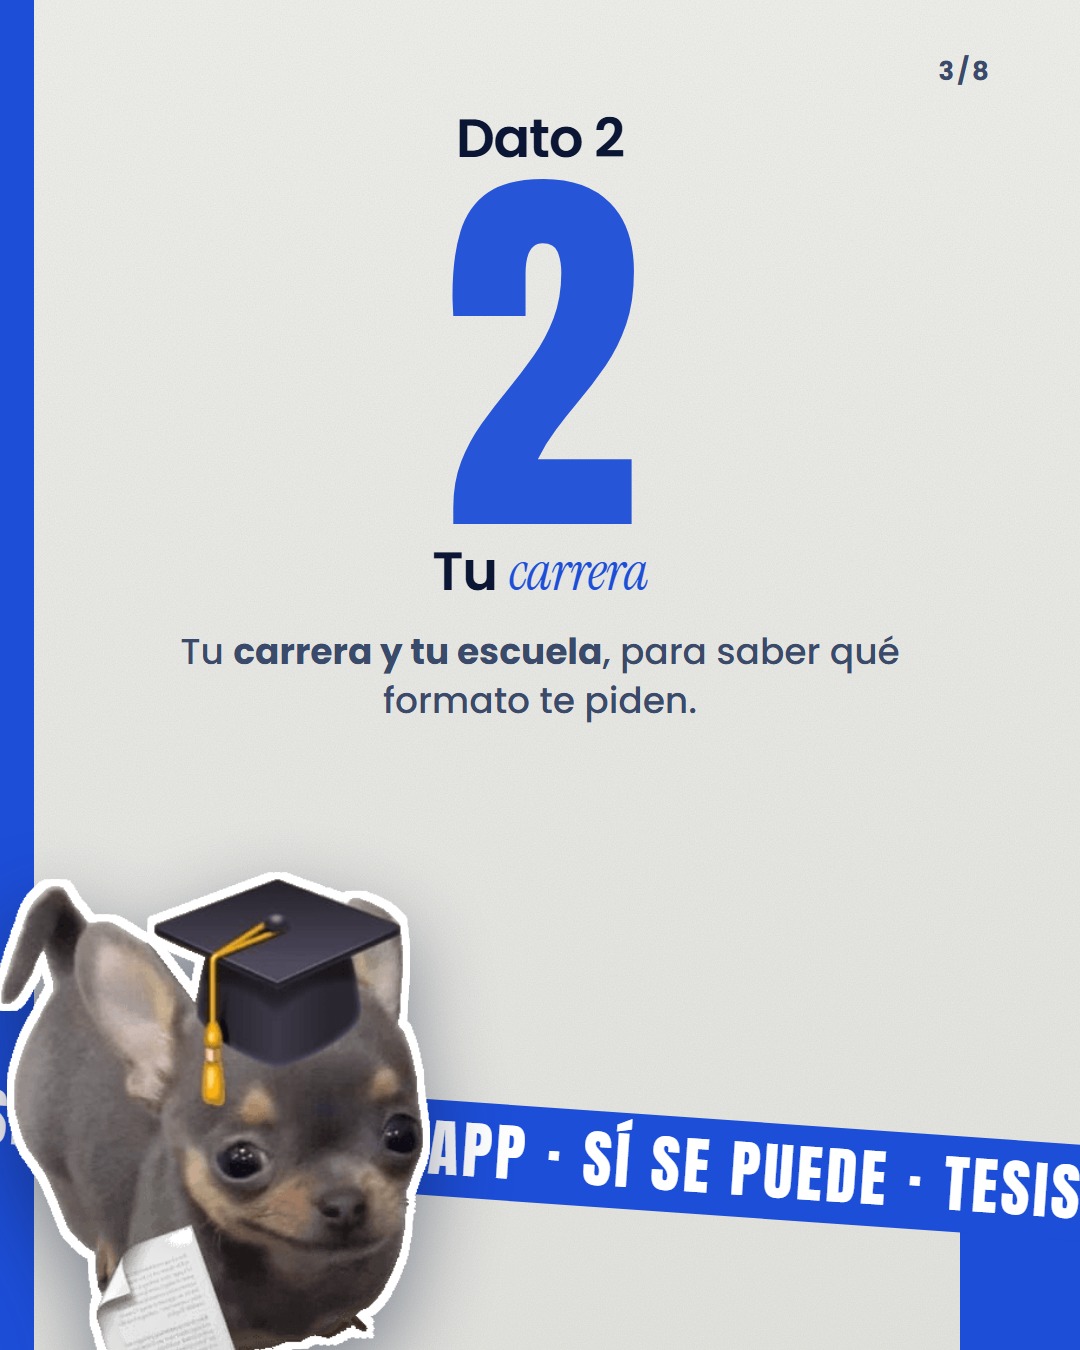 3/8
Dato 2
2
Tu carrera
Tu carrera y tu escuela, para saber qué
formato te piden.
APP · SÍ SE PUEDE · TESIS